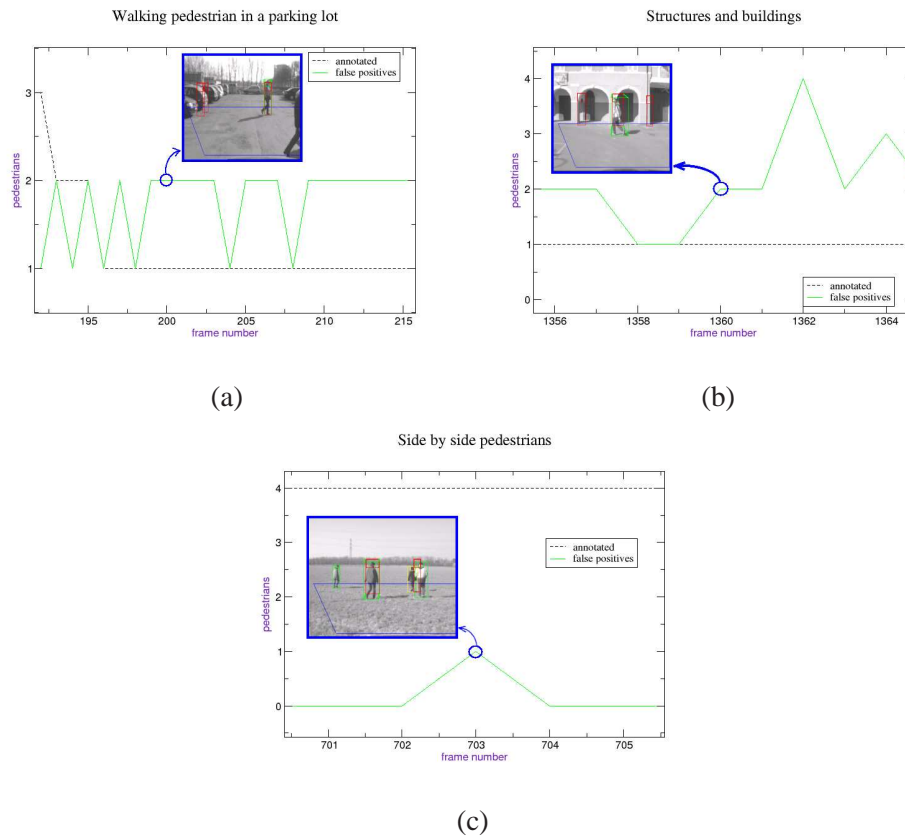 Walking pedestrian in a parking lot
annotated
false positives
3
2
1
pedestrians
195
200
205
210
215
frame number
(a)
Structures and buildings
4
3
2
1
0
pedestrians
annotated
false positives
1356
1358
1360
1362
1364
frame number
(b)
Side by side pedestrians
4
3
2
1
0
pedestrians
annotated
false positives
701
702
703
704
705
frame number
(c)